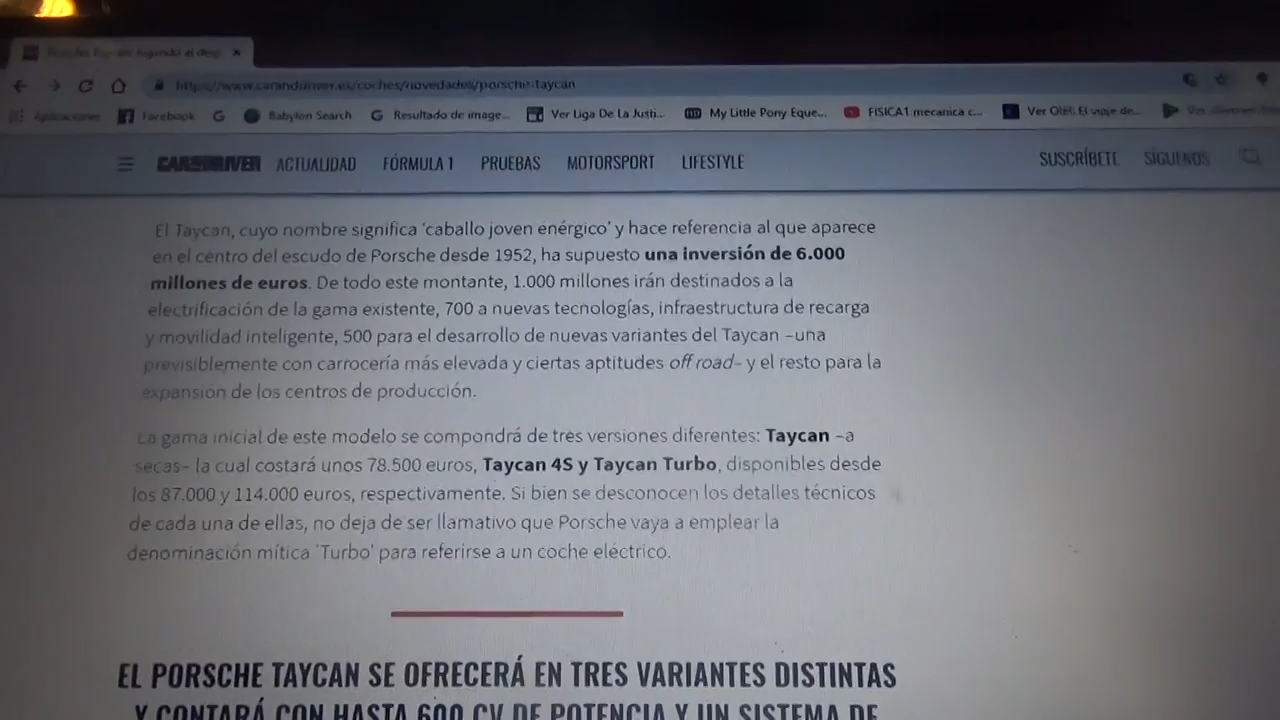 https://www.caranddriver.es/coches/novedades/porsche-taycan
Aplicaciones Facebook Babylon Search Resultado de image... Ver Liga De La Justi... My Little Pony Eque... FISICA1 mecanica c... Ver Olé! El viaje de...
CAR AND DRIVER ACTUALIDAD FÓRMULA 1 PRUEBAS MOTORSPORT LIFESTYLE SUSCRÍBETE SÍGUENOS
El Taycan, cuyo nombre significa 'caballo joven enérgico' y hace referencia al que aparece
en el centro del escudo de Porsche desde 1952, ha supuesto una inversión de 6.000
millones de euros. De todo este montante, 1.000 millones irán destinados a la
electrificación de la gama existente, 700 a nuevas tecnologías, infraestructura de recarga
y movilidad inteligente, 500 para el desarrollo de nuevas variantes del Taycan –una
previsiblemente con carrocería más elevada y ciertas aptitudes off road– y el resto para la
expansión de los centros de producción.
La gama inicial de este modelo se compondrá de tres versiones diferentes: Taycan –a
secas– la cual costará unos 78.500 euros, Taycan 4S y Taycan Turbo, disponibles desde
los 87.000 y 114.000 euros, respectivamente. Si bien se desconocen los detalles técnicos
de cada una de ellas, no deja de ser llamativo que Porsche vaya a emplear la
denominación mítica 'Turbo' para referirse a un coche eléctrico.
EL PORSCHE TAYCAN SE OFRECERÁ EN TRES VARIANTES DISTINTAS
Y CONTARÁ CON HASTA 600 CV DE POTENCIA Y UN SISTEMA DE